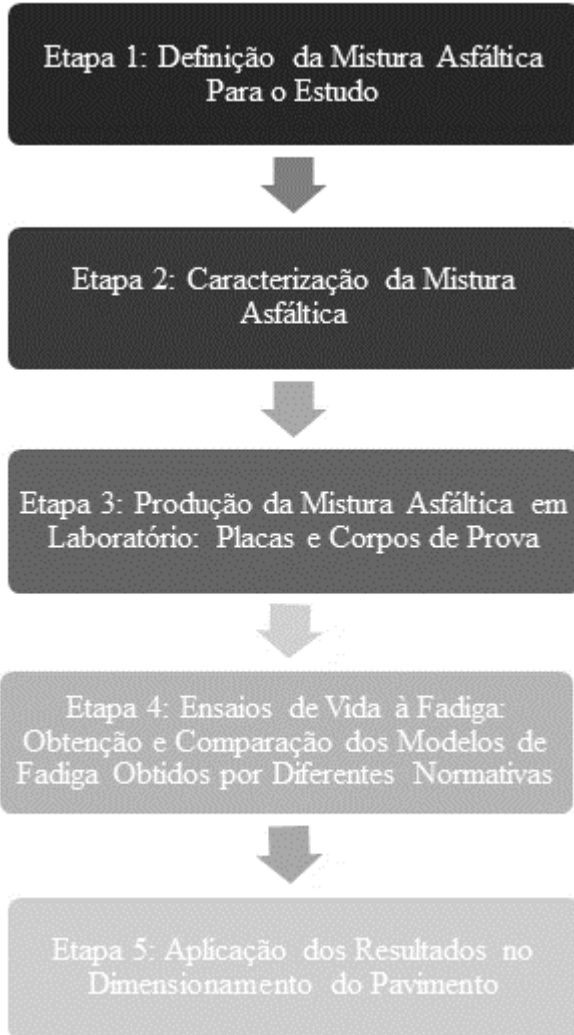 Etapa 1: Definição da Mistura Asfáltica
Para o Estudo
Etapa 2: Caracterização da Mistura
Asfáltica
Etapa 3: Produção da Mistura Asfáltica em
Laboratório: Placas e Corpos de Prova
Etapa 4: Ensaios de Vida à Fadiga:
Obtenção e Comparação dos Modelos de
Fadiga Obtidos por Diferentes Normativas
Etapa 5: Aplicação dos Resultados no
Dimensionamento do Pavimento